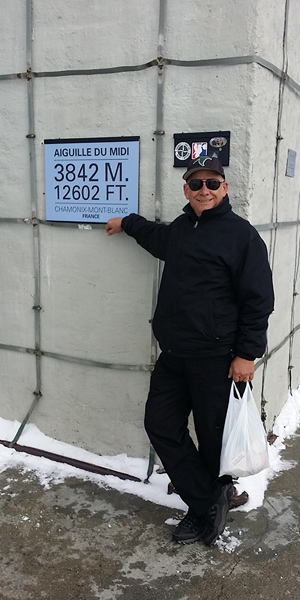 AIGUILLE DU MIDI
3842 M.
12602 FT.
CHAMONIX-MONT-BLANC
FRANCE